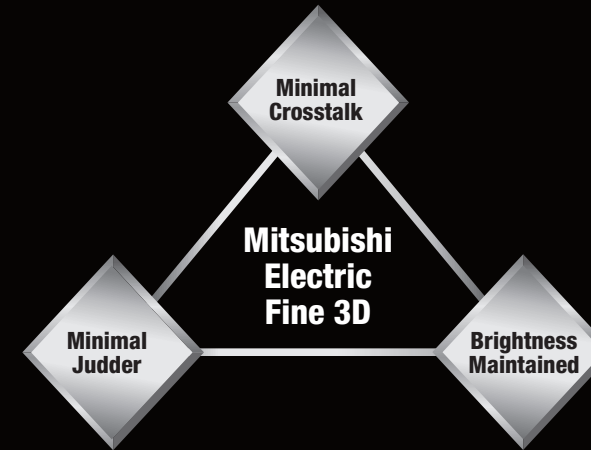 Minimal
Crosstalk
Mitsubishi
Electric
Fine 3D
Minimal
Judder
Brightness
Maintained